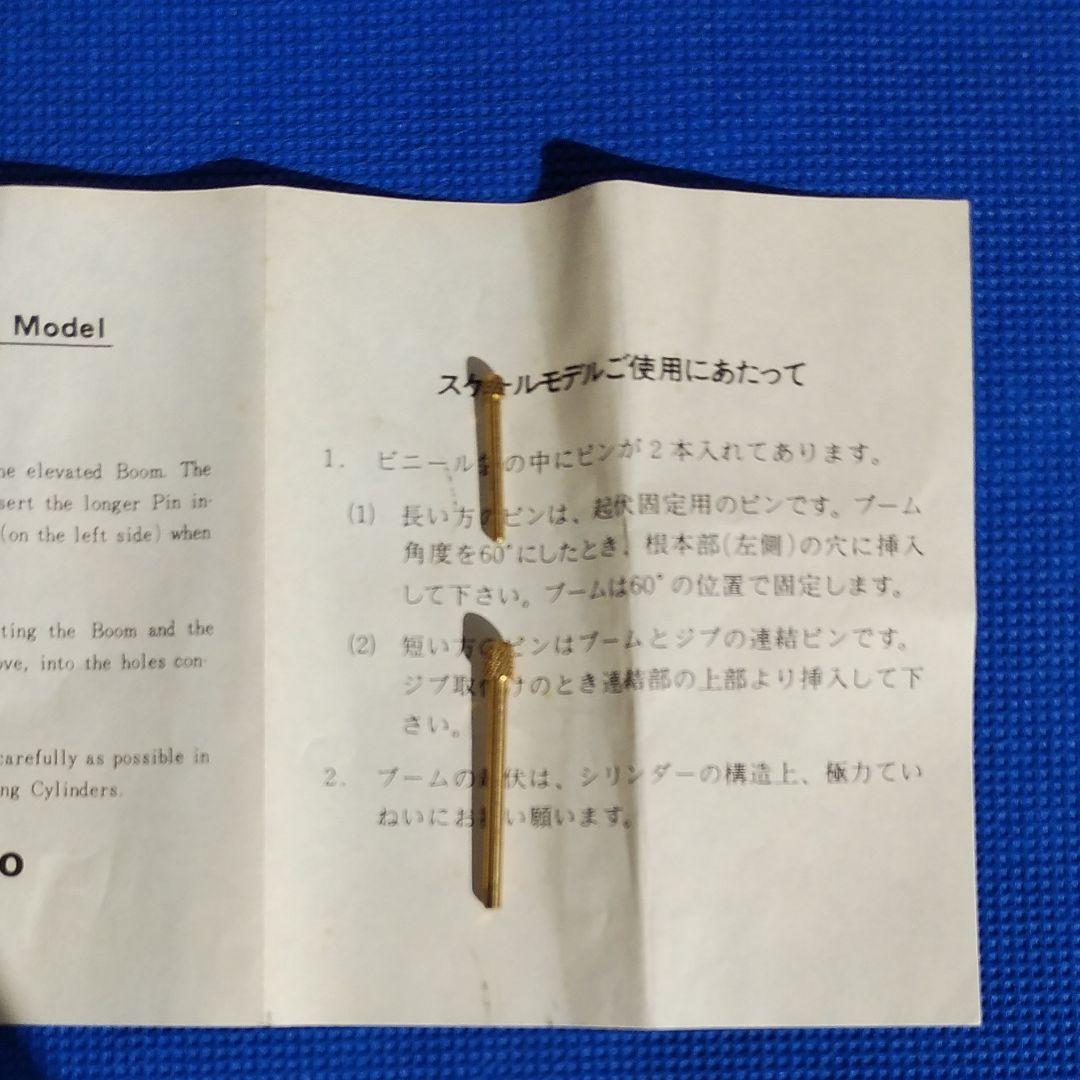 Model
ne elevated Boom. The
sert the longer Pin in-
(on the left side) when
ting the Boom and the
ove, into the holes con-
carefully as possible in
ng Cylinders.
o
スケールモデルご使用にあたって
1. ビニール の中にピンが2本入れてあります。
(1) 長い方のピンは、起伏固定用のピンです。ブーム
角度を60°にしたとき、根本部(左側)の穴に挿入
して下さい。ブームは60°の位置で固定します。
(2) 短い方のピンはブームとジブの連結ピンです。
ジブ取付けのとき連結部の上部より挿入して下
さい。
2. ブームの起伏は、シリンダーの構造上、極力てい
ねいにお い願います。